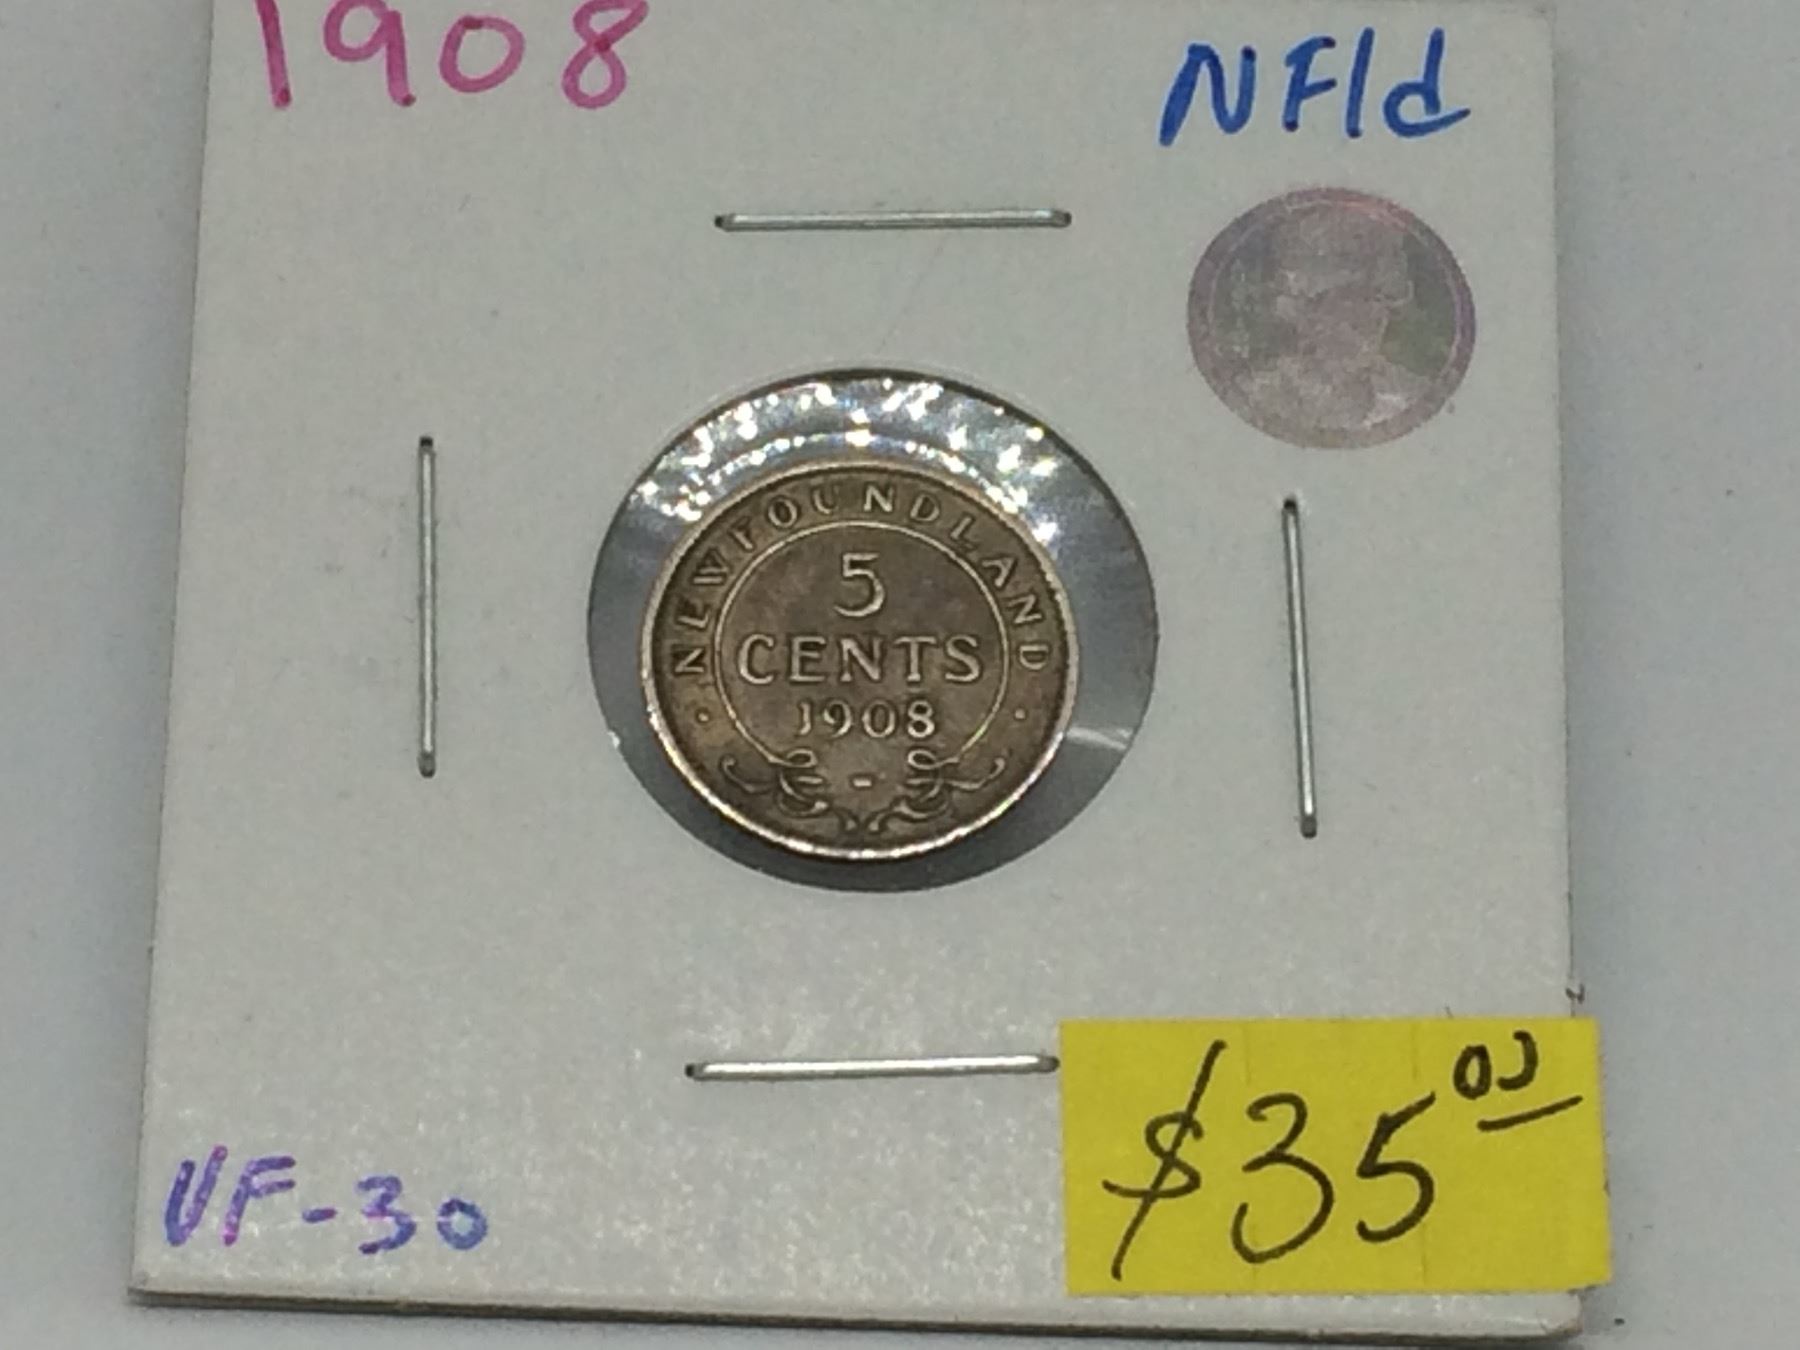 1908
NFld
NEWFOUNDLAND
5
CENTS
1908
VF-30
$35.00